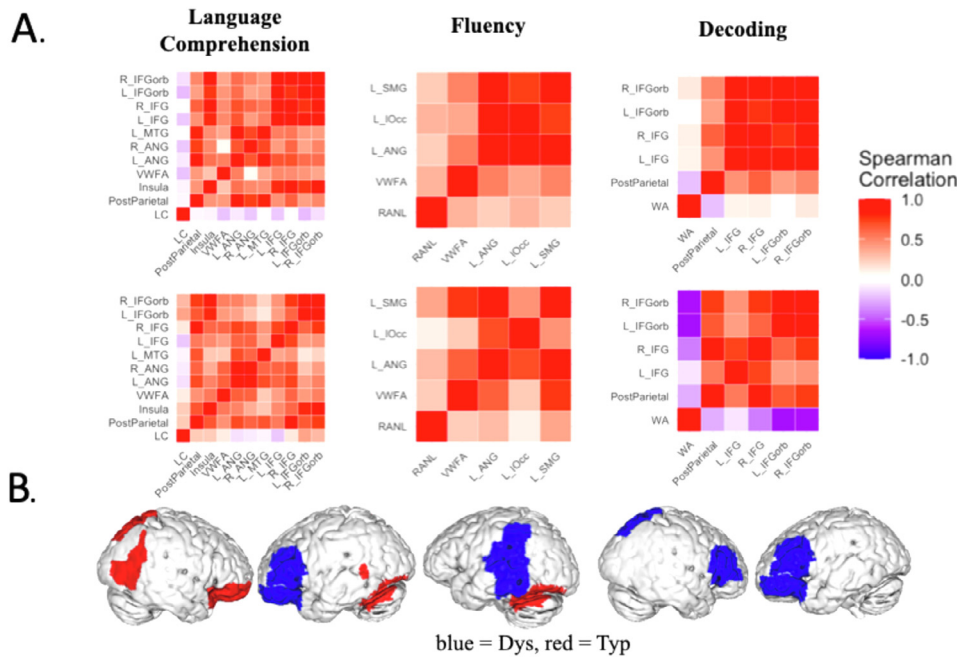 A.
Language
Comprehension
Fluency
Decoding
R_IFGorb
L_IFGorb
R_IFG
L_IFG
L_MTG
R_ANG
L_ANG
VWFA
Insula
PostParietal
LC
LC
PostParietal
Insula
VWFA
L_ANG
R_ANG
L_MTG
L_IFG
R_IFG
L_IFGorb
R_IFGorb
L_SMG
L_IOcc
L_ANG
VWFA
RANL
RANL
VWFA
L_ANG
L_IOcc
L_SMG
R_IFGorb
L_IFGorb
R_IFG
L_IFG
PostParietal
WA
WA
PostParietal
L_IFG
R_IFG
L_IFGorb
R_IFGorb
Spearman
Correlation
1.0
0.5
0.0
-0.5
-1.0
R_IFGorb
L_IFGorb
R_IFG
L_IFG
L_MTG
R_ANG
L_ANG
VWFA
Insula
PostParietal
LC
LC
PostParietal
Insula
VWFA
L_ANG
R_ANG
L_MTG
L_IFG
R_IFG
L_IFGorb
R_IFGorb
L_SMG
L_IOcc
L_ANG
VWFA
RANL
RANL
VWFA
L_ANG
L_IOcc
L_SMG
R_IFGorb
L_IFGorb
R_IFG
L_IFG
PostParietal
WA
WA
PostParietal
L_IFG
R_IFG
L_IFGorb
R_IFGorb
B.
blue = Dys, red = Typ